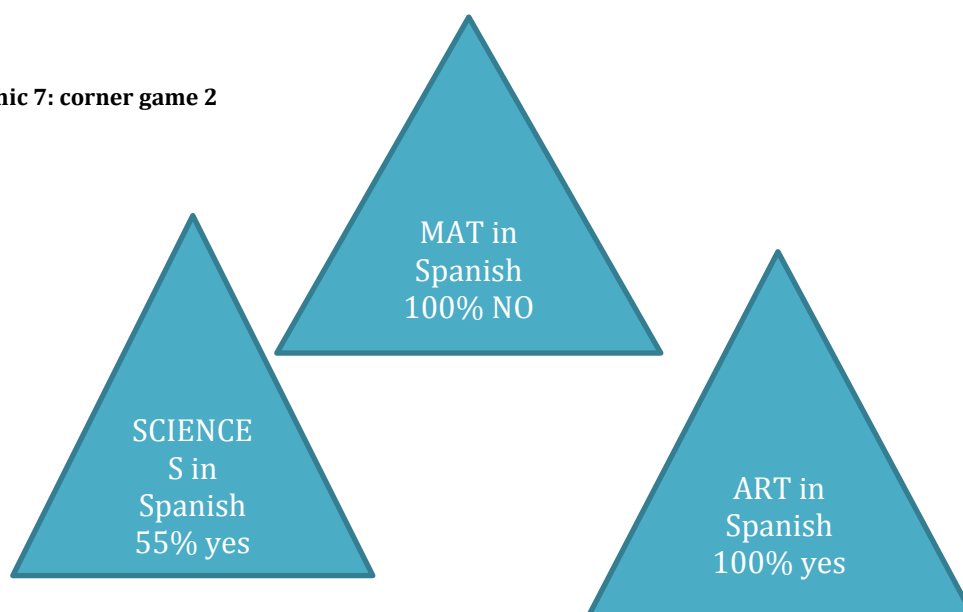 nic 7: corner game 2
MAT in
Spanish
100% NO
SCIENCE
S in
Spanish
55% yes
ART in
Spanish
100% yes